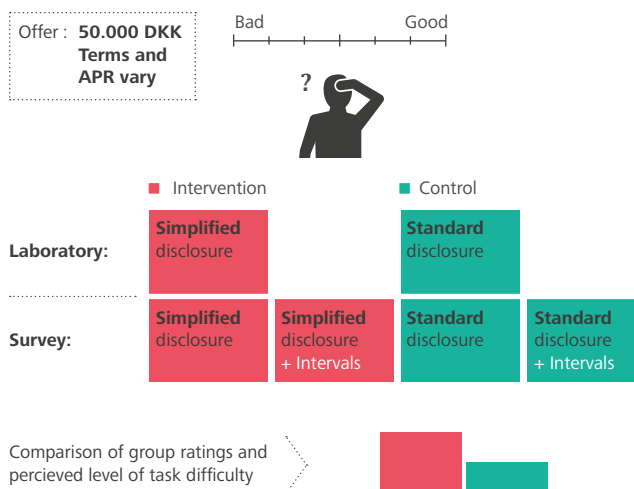 Offer : 50.000 DKK
Terms and
APR vary
Bad Good
?
Intervention Control
Laboratory:
Simplified
disclosure
Standard
disclosure
Survey:
Simplified
disclosure
Simplified
disclosure
+ Intervals
Standard
disclosure
Standard
disclosure
+ Intervals
Comparison of group ratings and
percieved level of task difficulty